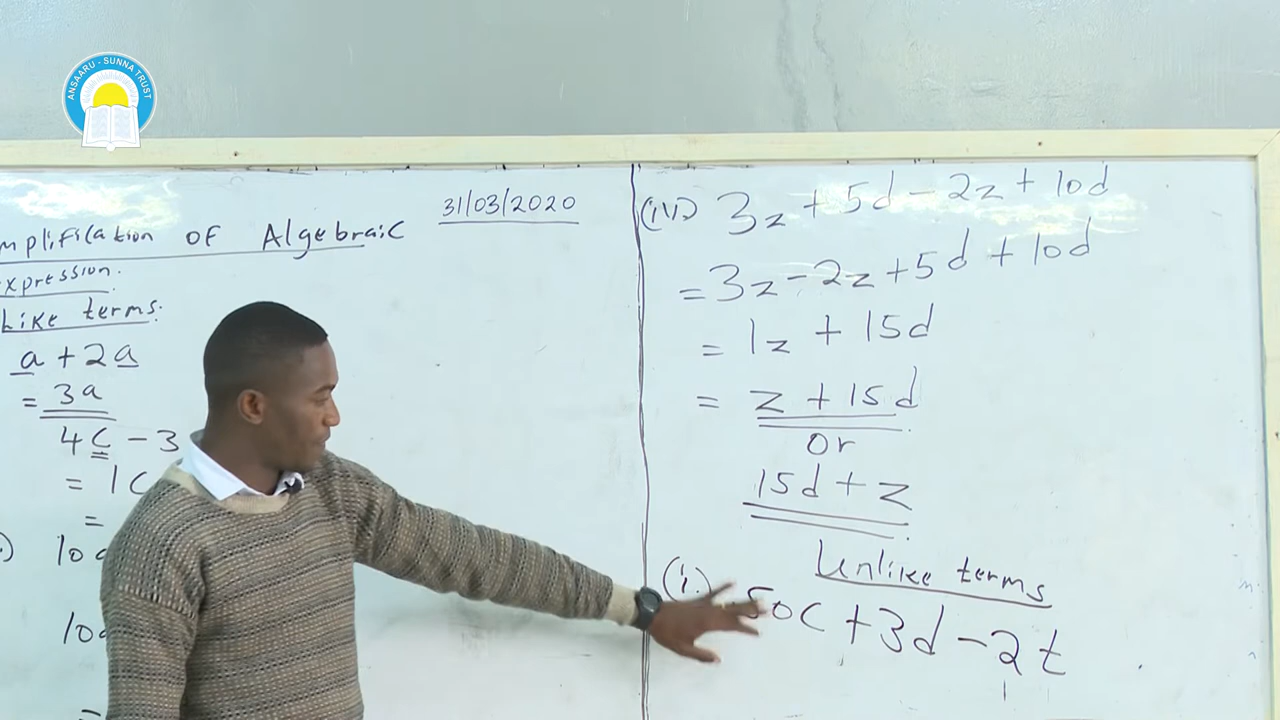 ANSAARU - SUNNA TRUST
31/03/2020
mplification OF Algebraic
xpression.
Like terms.
a + 2a
= 3a
4c - 3
= 1c
=
10
10
(iv) 3z + 5d - 2z + 10d
= 3z - 2z + 5d + 10d
= 1z + 15d
= z + 15d
Or
15d + z
Unlike terms
(i.) 50c + 3d - 2t